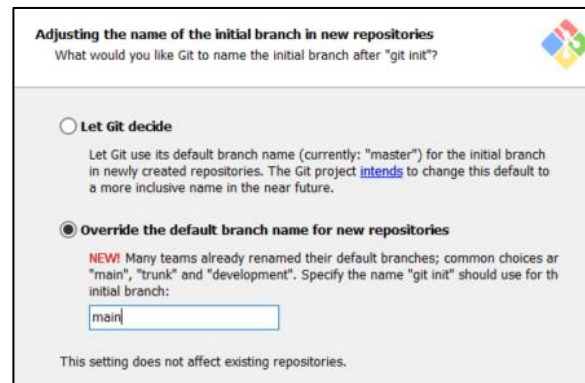 Adjusting the name of the initial branch in new repositories
What would you like Git to name the initial branch after "git init"?
Let Git decide
Let Git use its default branch name (currently: "master") for the initial branch
in newly created repositories. The Git project intends to change this default to
a more inclusive name in the near future.
Override the default branch name for new repositories
NEW! Many teams already renamed their default branches; common choices ar
"main", "trunk" and "development". Specify the name "git init" should use for th
initial branch:
main
This setting does not affect existing repositories.